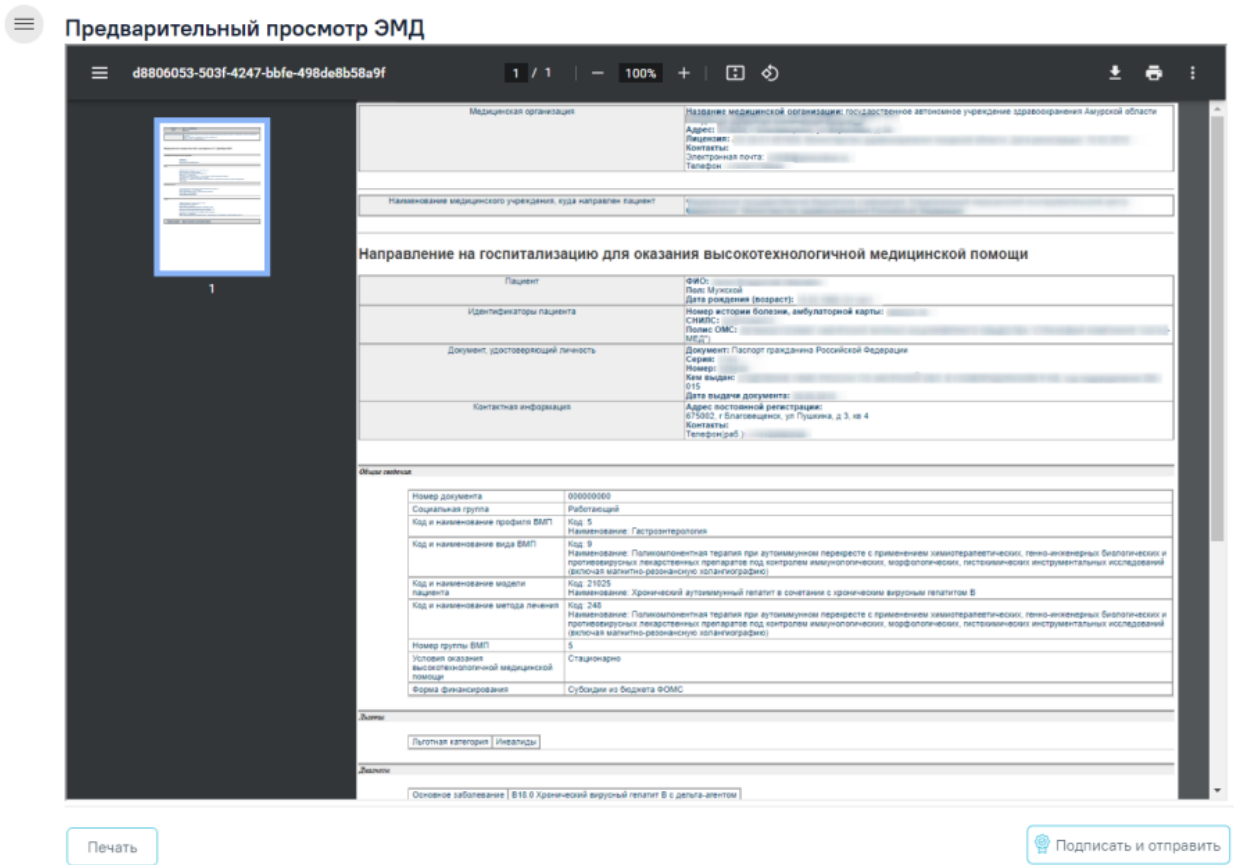 Предварительный просмотр ЭМД
d8806053-503f-4247-bbfe-498de8b58a9f
1 / 1
100%
1
Медицинская организация
Название медицинской организации: государственное автономное учреждение здравоохранения Амурской области
Адрес:
Лицензия:
Контакты:
Электронная почта:
Телефон
Наименование медицинского учреждения, куда направлен пациент
Направление на госпитализацию для оказания высокотехнологичной медицинской помощи
Пациент
ФИО:
Пол: Мужской
Дата рождения (возраст):
Идентификаторы пациента
Номер истории болезни, амбулаторной карты:
СНИЛС:
Полис ОМС:
МЕД")
Документ, удостоверяющий личность
Документ: Паспорт гражданина Российской Федерации
Серия:
Номер:
Кем выдан:
015
Дата выдачи документа:
Контактная информация
Адрес постоянной регистрации:
675002, г Благовещенск, ул Пушкина, д 3, кв 4
Контакты:
Телефон(раб.)
Общие сведения
Номер документа
000000000
Социальная группа
Работающий
Код и наименование профиля ВМП
Код: 5
Наименование: Гастроэнтерология
Код и наименование вида ВМП
Код: 9
Наименование: Поликомпонентная терапия при аутоиммунном перекресте с применением химиотерапевтических, генно-инженерных биологических и
противовирусных лекарственных препаратов под контролем иммунологических, морфологических, гистохимических инструментальных исследований
(включая магнитно-резонансную холангиографию)
Код и наименование модели
пациента
Код: 21025
Наименование: Хронический аутоиммунный гепатит в сочетании с хроническим вирусным гепатитом В
Код и наименование метода лечения
Код: 248
Наименование: Поликомпонентная терапия при аутоиммунном перекресте с применением химиотерапевтических, генно-инженерных биологических и
противовирусных лекарственных препаратов под контролем иммунологических, морфологических, гистохимических инструментальных исследований
(включая магнитно-резонансную холангиографию)
Номер группы ВМП
5
Условия оказания
высокотехнологичной медицинской
помощи
Стационарно
Форма финансирования
Субсидии из бюджета ФОМС
Льготы
Льготная категория
Инвалиды
Диагнозы
Основное заболевание
B18.0 Хронический вирусный гепатит B с дельта-агентом
Печать
Подписать и отправить